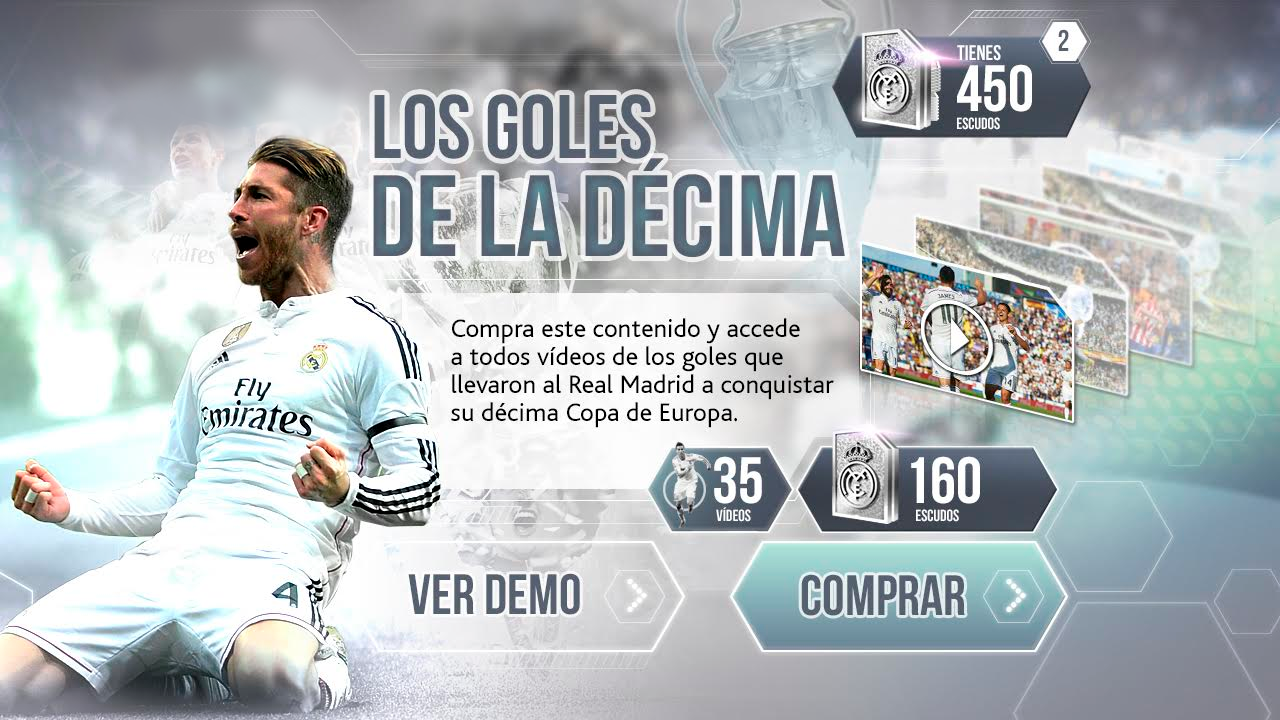 2
TIENES
450
ESCUDOS
LOS GOLES
DE LA DÉCIMA
Compra este contenido y accede
a todos vídeos de los goles que
llevaron al Real Madrid a conquistar
su décima Copa de Europa.
JAMES
Fly
Emirates
4
35
VÍDEOS
160
ESCUDOS
VER DEMO
COMPRAR